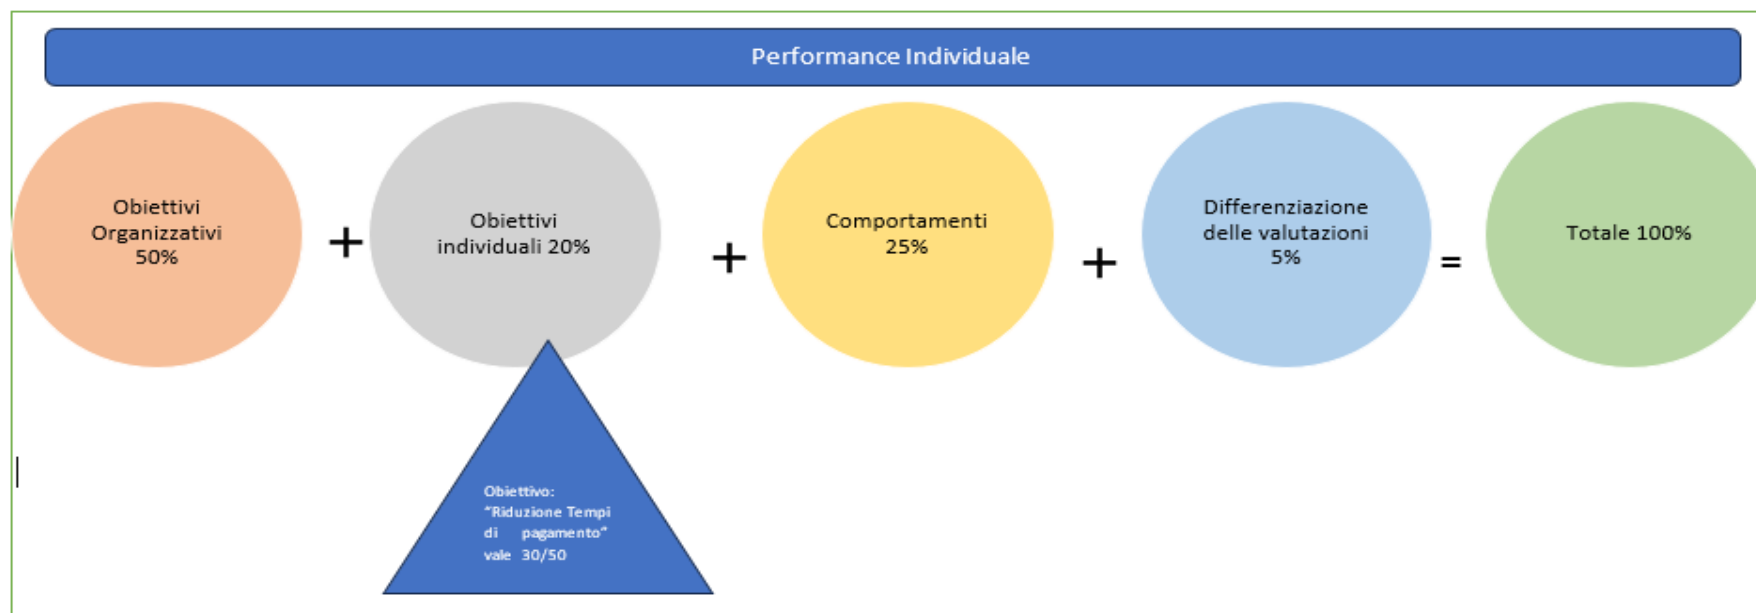 Performance Individuale
Obiettivi
Organizzativi
50%
+
Obiettivi
individuali 20%
+
Comportamenti
25%
+
Differenziazione
delle valutazioni
5%
=
Totale 100%
Obiettivo:
"Riduzione Tempi
di pagamento"
vale 30/50